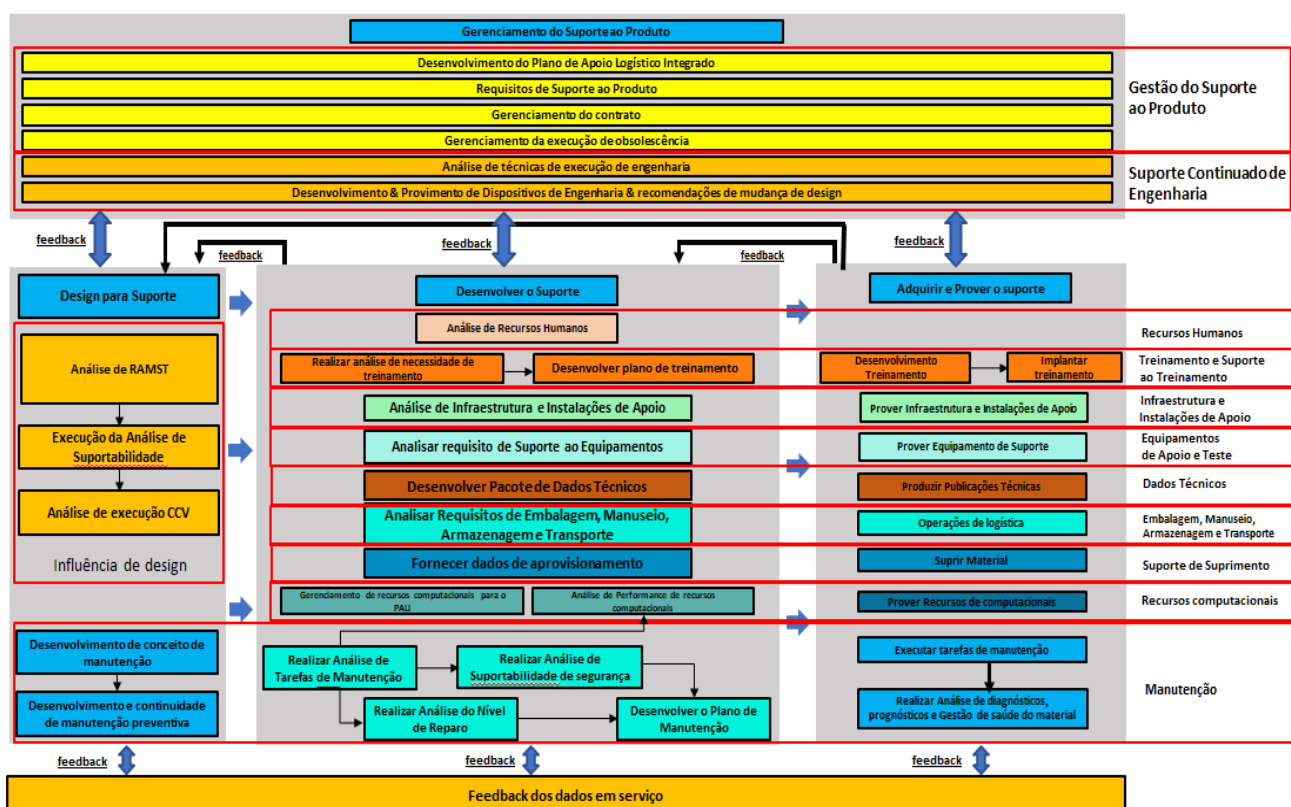 Gerenciamento do Suporte ao Produto
Desenvolvimento do Plano de Apoio Logístico Integrado
Requisitos de Suporte ao Produto
Gerenciamento do contrato
Gerenciamento da execução de obsolescência
Gestão do Suporte
ao Produto
Análise de técnicas de execução de engenharia
Desenvolvimento & Provimento de Dispositivos de Engenharia & recomendações de mudança de design
Suporte Continuado de
Engenharia
feedback
feedback
feedback
feedback
feedback
Design para Suporte
Análise de RAMST
Execução da Análise de
Suportabilidade
Análise de execução CCV
Influência de design
Desenvolvimento de conceito de
manutenção
Desenvolvimento e continuidade
de manutenção preventiva
Desenvolver o Suporte
Análise de Recursos Humanos
Realizar análise de necessidade de
treinamento
Desenvolver plano de treinamento
Análise de Infraestrutura e Instalações de Apoio
Analisar requisito de Suporte ao Equipamentos
Desenvolver Pacote de Dados Técnicos
Analisar Requisitos de Embalagem, Manuseio,
Armazenagem e Transporte
Fornecer dados de aprovisionamento
Gerenciamento de recursos computacionais para o
PALI
Análise de Performance de recursos
computacionais
Realizar Análise de
Tarefas de Manutenção
Realizar Análise de
Suportabilidade de segurança
Realizar Análise do Nível
de Reparo
Desenvolver o Plano de
Manutenção
Adquirir e Prover o suporte
Desenvolvimento
Treinamento
Implantar
treinamento
Prover Infraestrutura e Instalações de Apoio
Prover Equipamento de Suporte
Produzir Publicações Técnicas
Operações de logística
Suprir Material
Prover Recursos de computacionais
Executar tarefas de manutenção
Realizar Análise de diagnósticos,
prognósticos e Gestão de saúde do material
Recursos Humanos
Treinamento e Suporte
ao Treinamento
Infraestrutura e
Instalações de Apoio
Equipamentos
de Apoio e Teste
Dados Técnicos
Embalagem, Manuseio,
Armazenagem e Transporte
Suporte de Suprimento
Recursos computacionais
Manutenção
feedback
feedback
feedback
Feedback dos dados em serviço